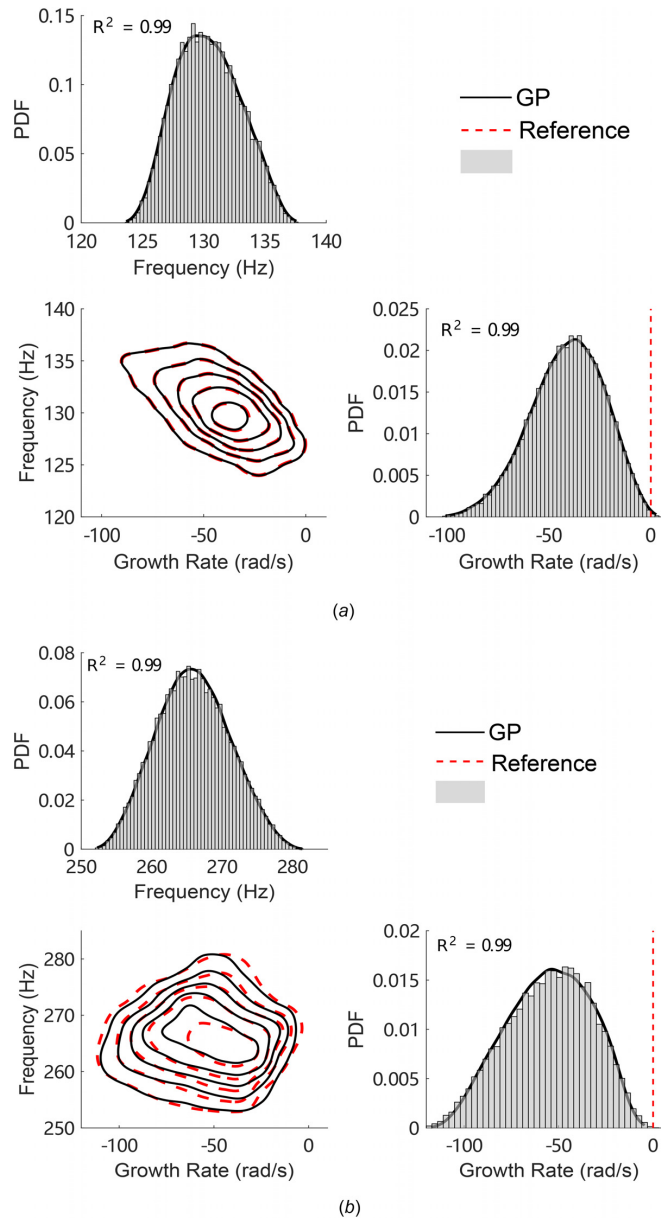 0.15
R² = 0.99
0.1
PDF
0.05
0
120 125 130 135 140
Frequency (Hz)
GP
Reference
140
135
Frequency (Hz)
130
125
120
-100 -50 0
Growth Rate (rad/s)
0.025
R² = 0.99
0.02
0.015
PDF
0.01
0.005
0
-100 -50 0
Growth Rate (rad/s)
(a)
0.08
R² = 0.99
0.06
PDF
0.04
0.02
0
250 260 270 280
Frequency (Hz)
GP
Reference
280
Frequency (Hz)
270
260
250
-100 -50 0
Growth Rate (rad/s)
0.02
R² = 0.99
0.015
PDF
0.01
0.005
0
-100 -50 0
Growth Rate (rad/s)
(b)